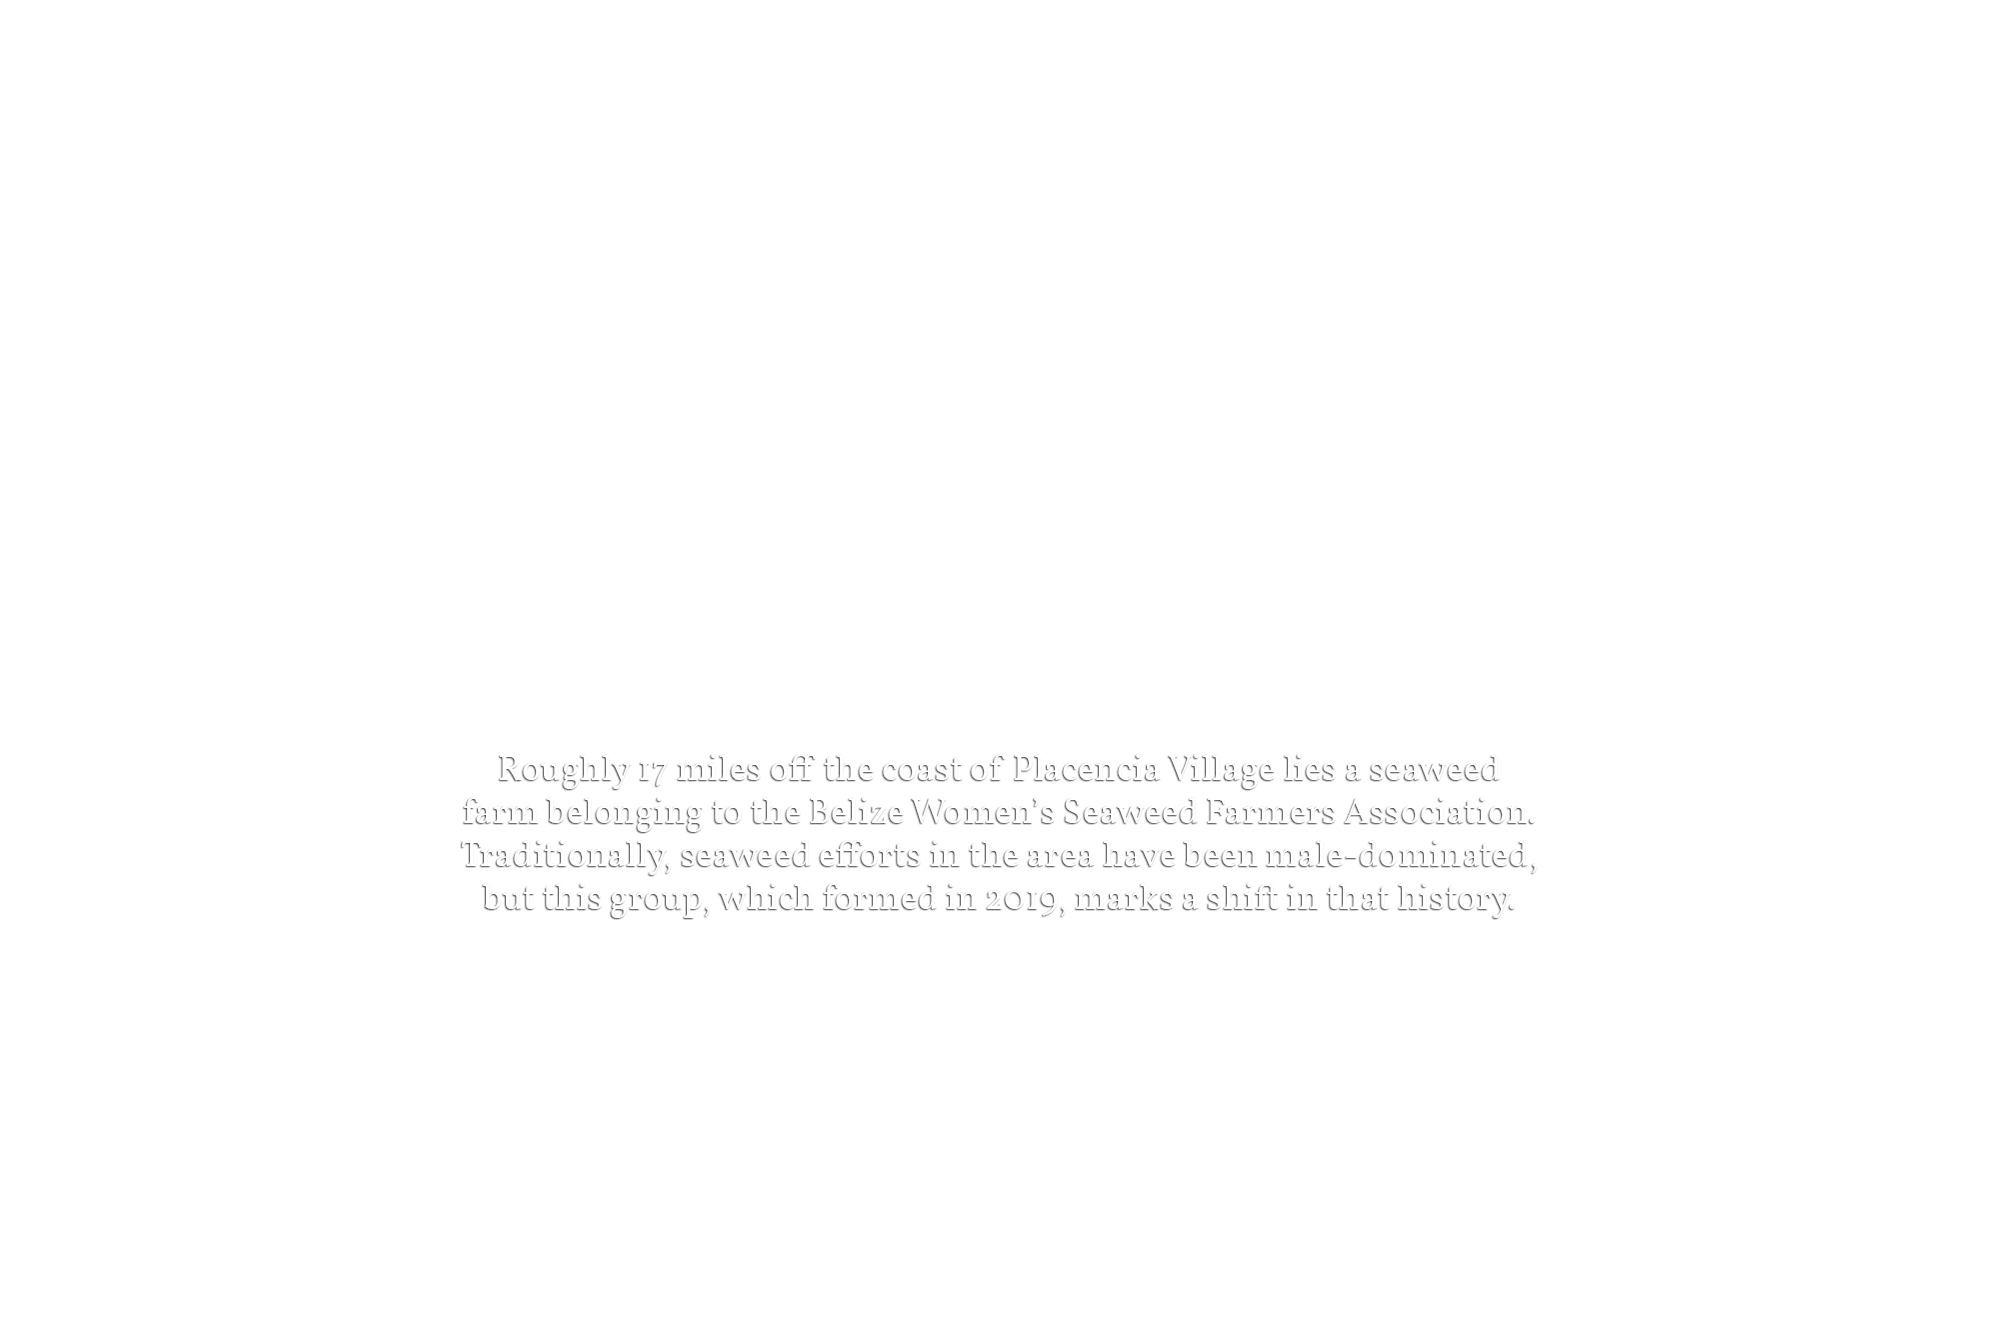 Roughly 17 miles off the coast of Placencia Village lies a seaweed
farm belonging to the Belize Women's Seaweed Farmers Association.
Traditionally, seaweed efforts in the area have been male-dominated,
but this group, which formed in 2019, marks a shift in that history.